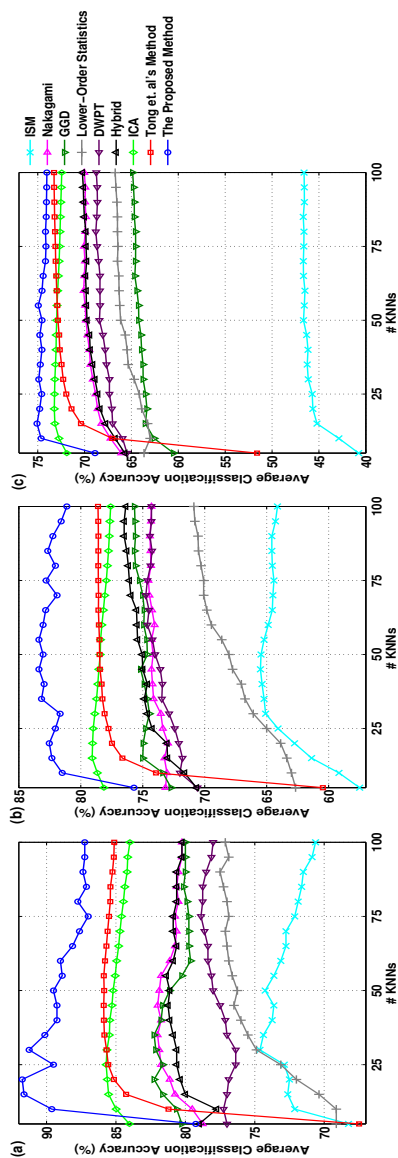 (a)
Average Classification Accuracy (%)
90
85
80
75
70
25
50
75
100
# KNNs
(b)
Average Classification Accuracy (%)
85
80
75
70
65
60
25
50
75
100
# KNNs
(c)
Average Classification Accuracy (%)
75
70
65
60
55
50
45
40
25
50
75
100
# KNNs
ISM
Nakagami
GGD
Lower−Order Statistics
DWPT
Hybrid
ICA
Tong et. al's Method
The Proposed Method